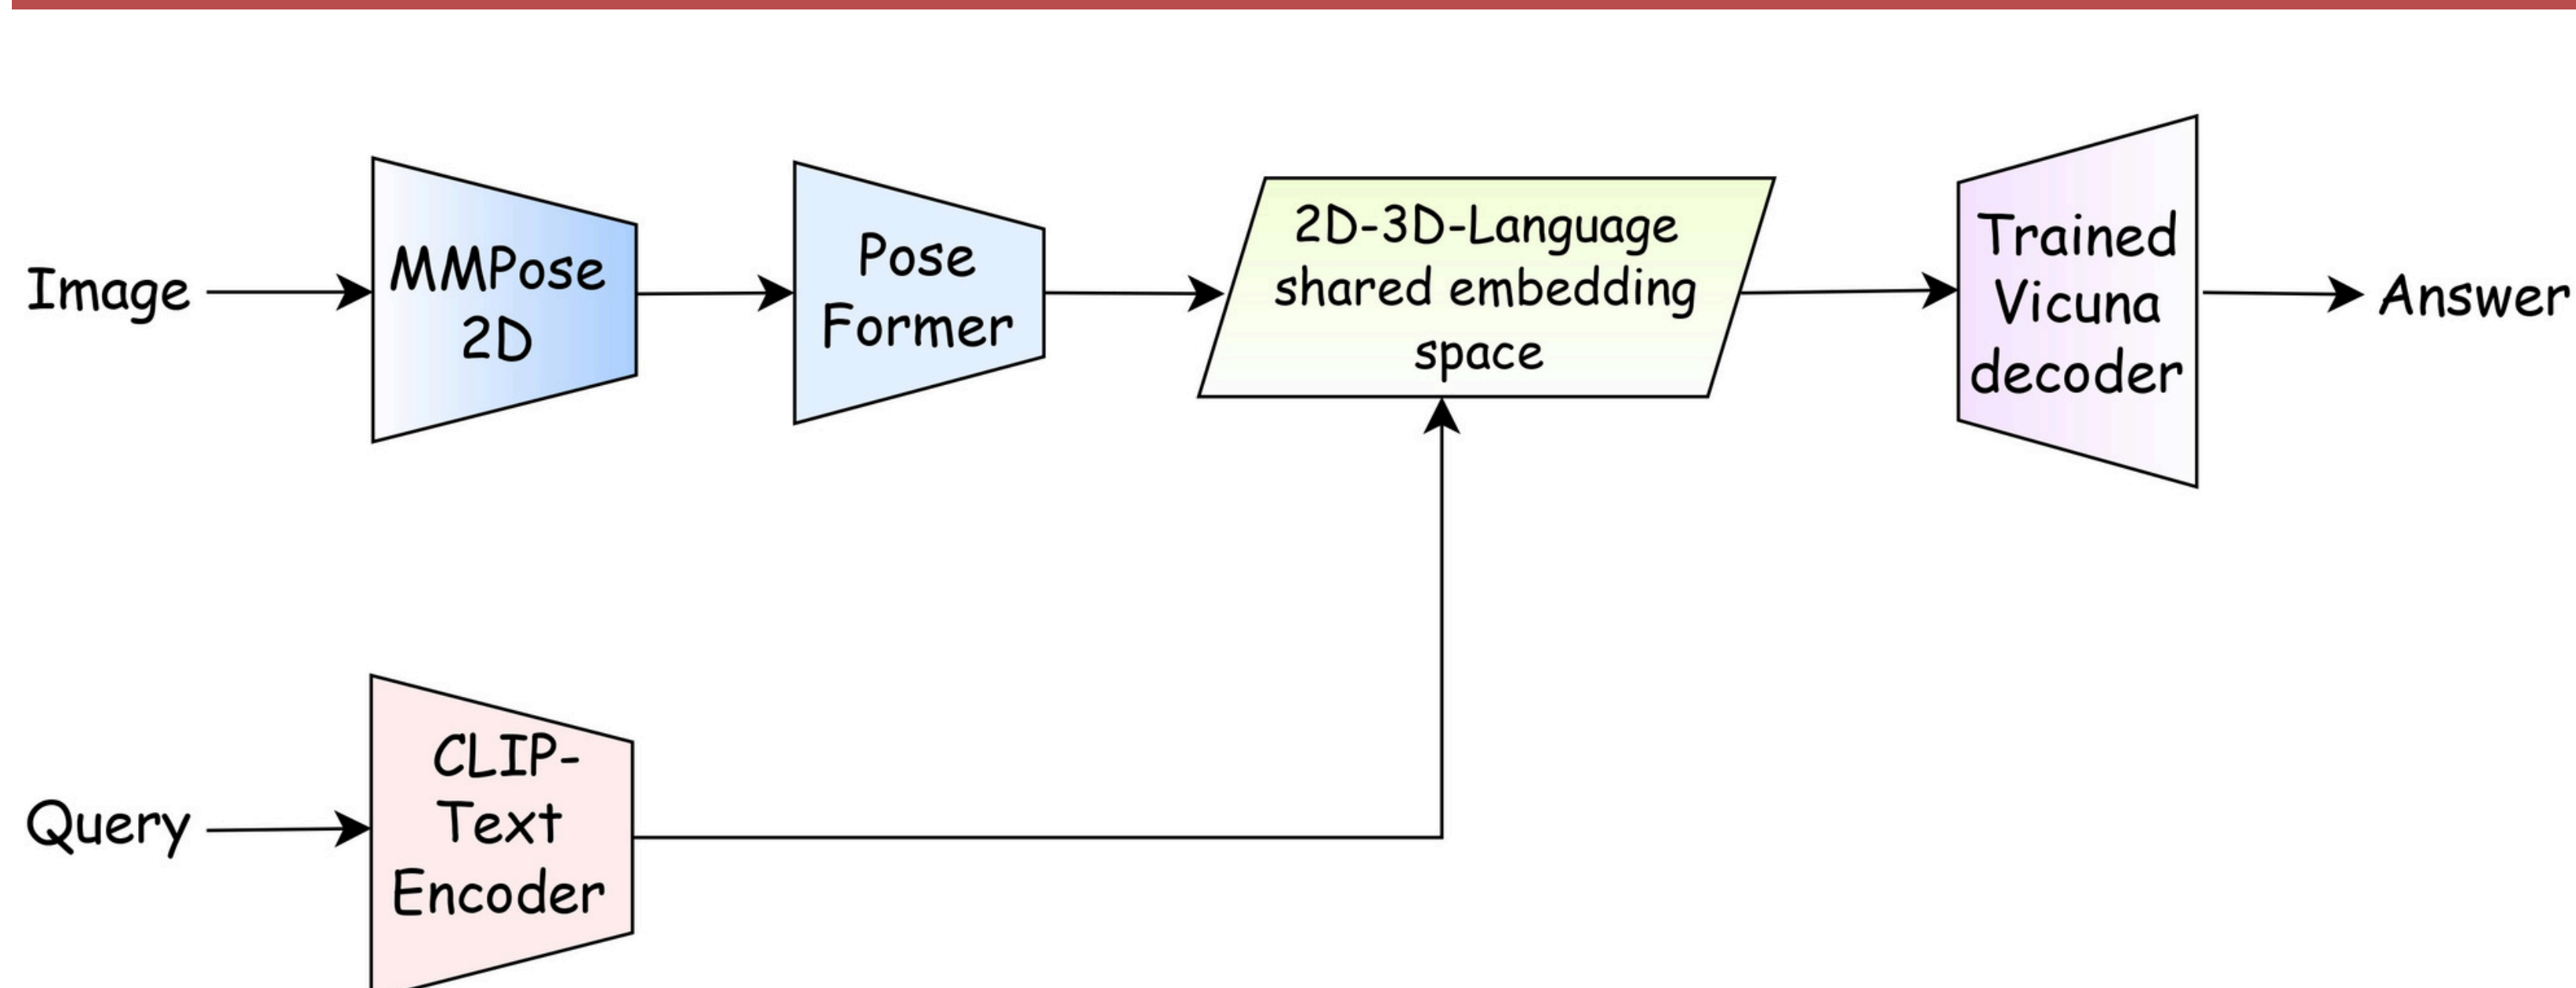 Image
MMPose
2D
Pose
Former
2D-3D-Language
shared embedding
space
Trained
Vicuna
decoder
Answer
Query
CLIP-
Text
Encoder